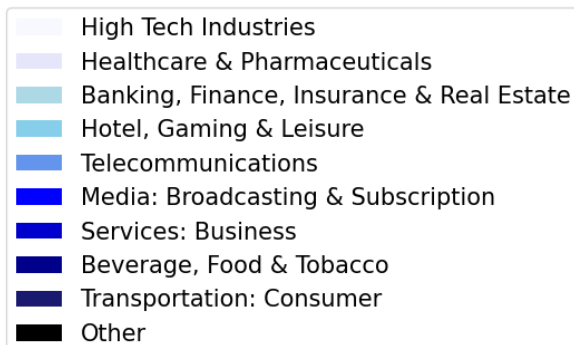 High Tech Industries
Healthcare & Pharmaceuticals
Banking, Finance, Insurance & Real Estate
Hotel, Gaming & Leisure
Telecommunications
Media: Broadcasting & Subscription
Services: Business
Beverage, Food & Tobacco
Transportation: Consumer
Other